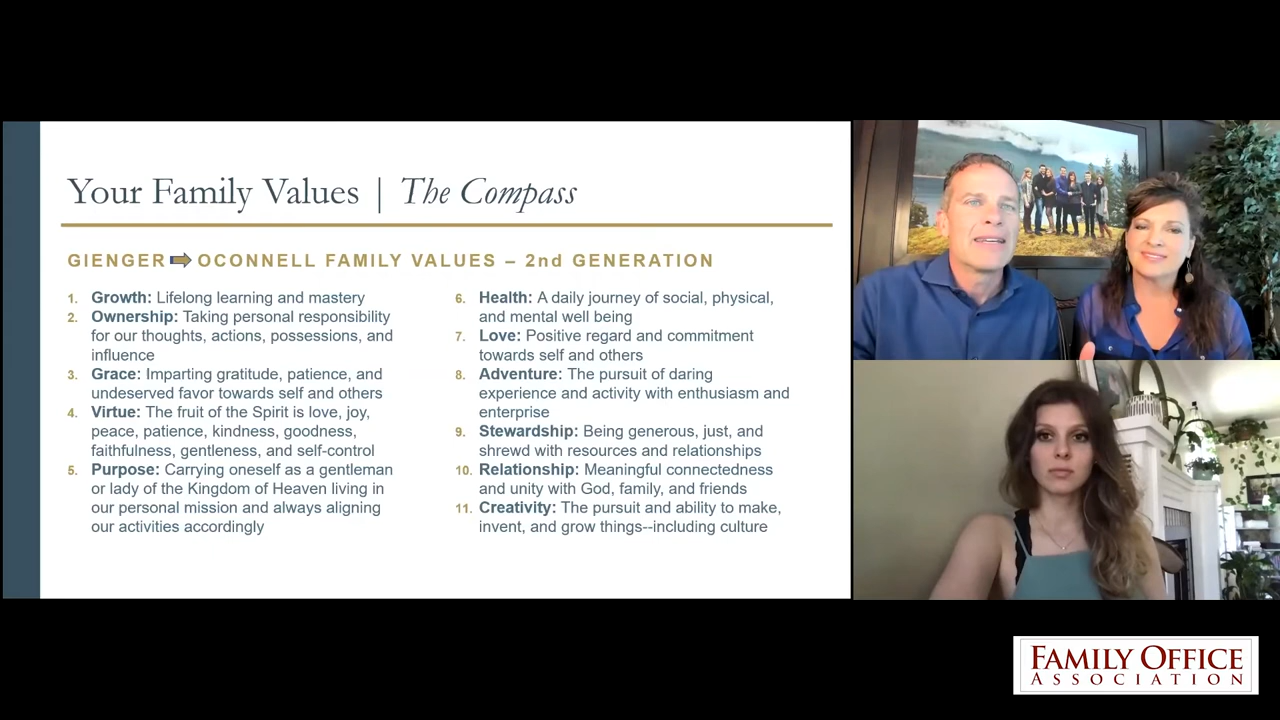 Your Family Values | The Compass
GIENGER OCONNELL FAMILY VALUES – 2nd GENERATION
1. Growth: Lifelong learning and mastery
2. Ownership: Taking personal responsibility
for our thoughts, actions, possessions, and
influence
3. Grace: Imparting gratitude, patience, and
undeserved favor towards self and others
4. Virtue: The fruit of the Spirit is love, joy,
peace, patience, kindness, goodness,
faithfulness, gentleness, and self-control
5. Purpose: Carrying oneself as a gentleman
or lady of the Kingdom of Heaven living in
our personal mission and always aligning
our activities accordingly
6. Health: A daily journey of social, physical,
and mental well being
7. Love: Positive regard and commitment
towards self and others
8. Adventure: The pursuit of daring
experience and activity with enthusiasm and
enterprise
9. Stewardship: Being generous, just, and
shrewd with resources and relationships
10. Relationship: Meaningful connectedness
and unity with God, family, and friends
11. Creativity: The pursuit and ability to make,
invent, and grow things--including culture
FAMILY OFFICE
ASSOCIATION